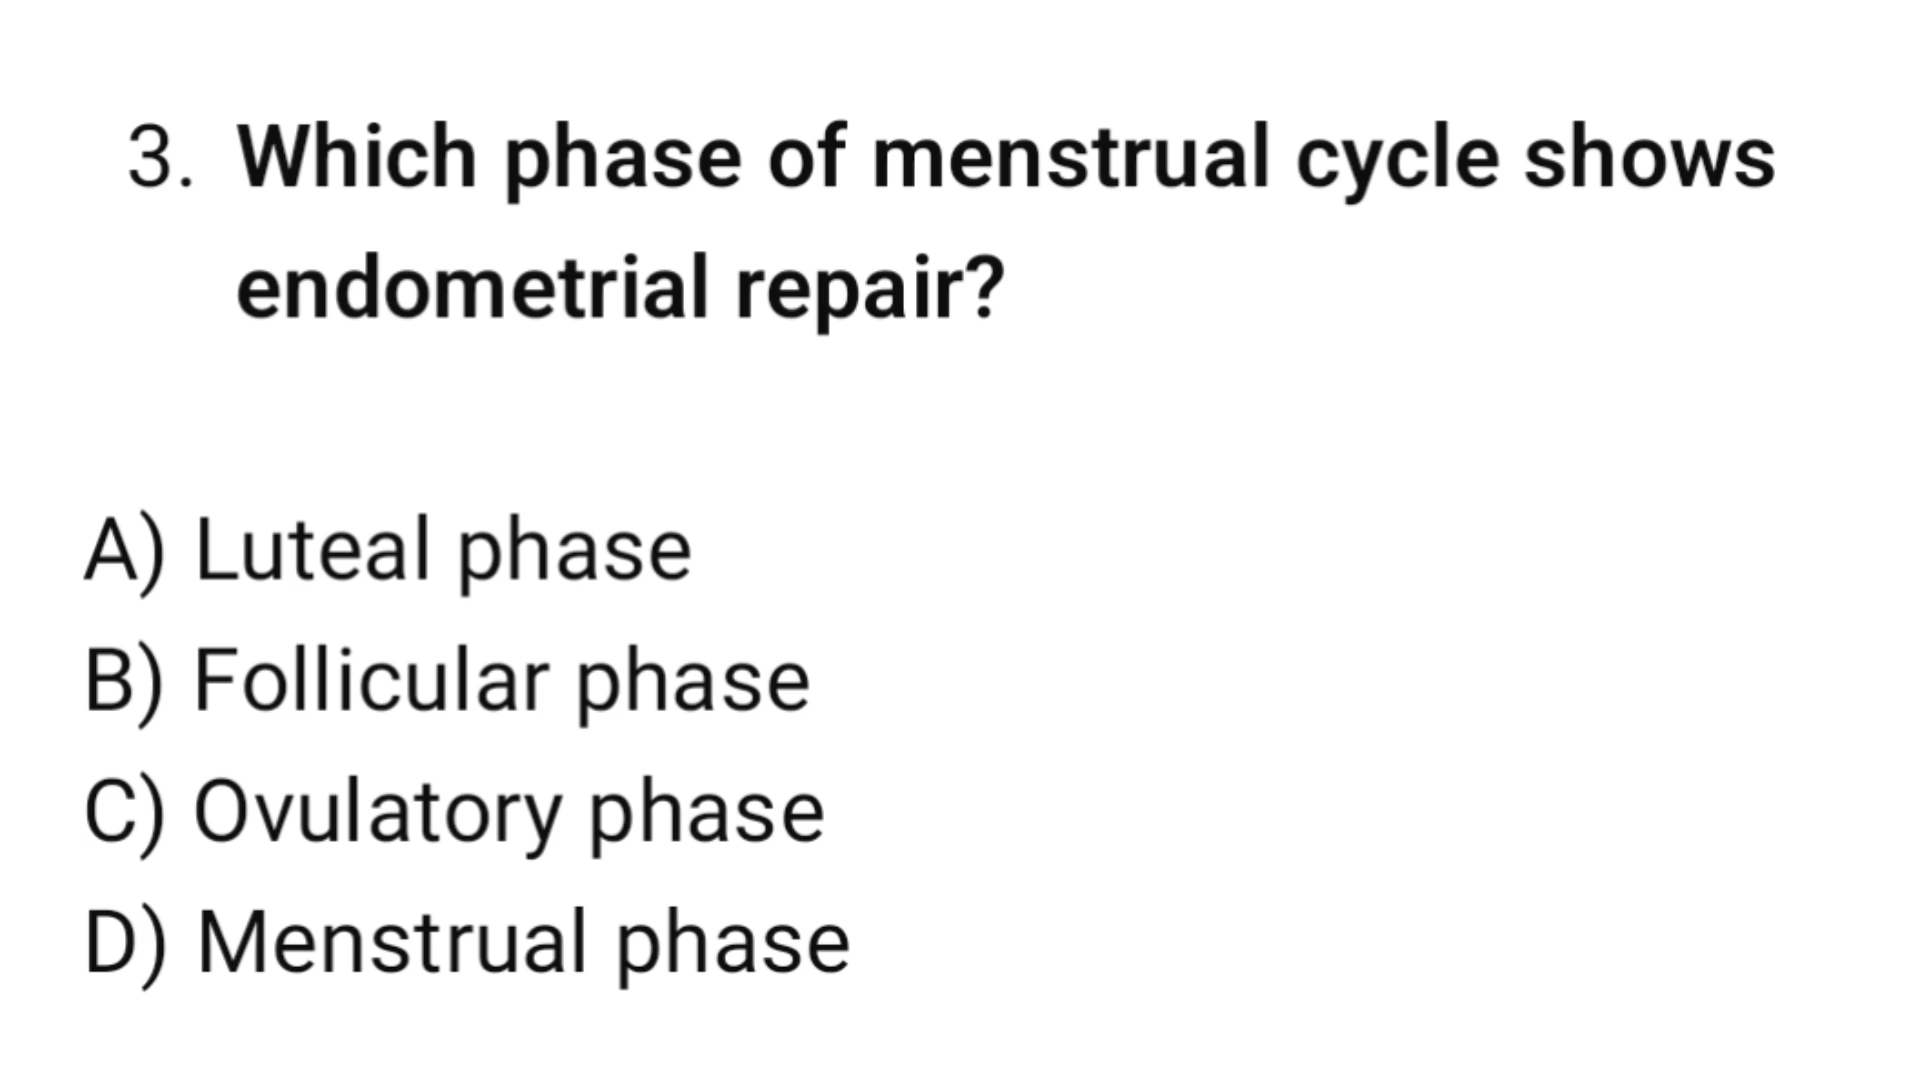 3. Which phase of menstrual cycle shows
endometrial repair?
A) Luteal phase
B) Follicular phase
C) Ovulatory phase
D) Menstrual phase